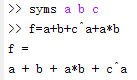 >> syms a b c
>> f=a+b+c^a+a*b
f =
a + b + a*b + c^a